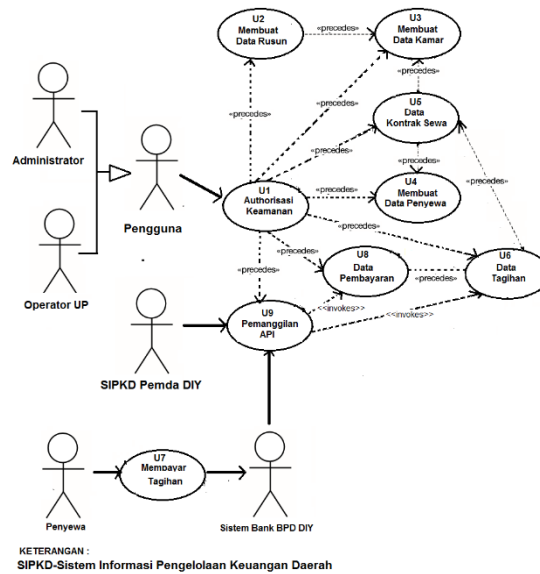 U2
Membuat
Data Rusun
«precedes»
U3
Membuat
Data Kamar
«precedes»
«precedes»
«precedes»
U5
Data
Kontrak Sewa
Administrator
«precedes»
«precedes»
«precedes»
Pengguna
U1
Authorisasi
Keamanan
«precedes»
U4
Membuat
Data Penyewa
Operator UP
«precedes»
«precedes»
«precedes»
U8
Data
Pembayaran
«precedes»
U6
Data
Tagihan
<<invokes>>
<<invokes>>
U9
Pemanggilan
API
SIPKD Pemda DIY
U7
Membayar
Tagihan
Penyewa
Sistem Bank BPD DIY
KETERANGAN :
SIPKD-Sistem Informasi Pengelolaan Keuangan Daerah